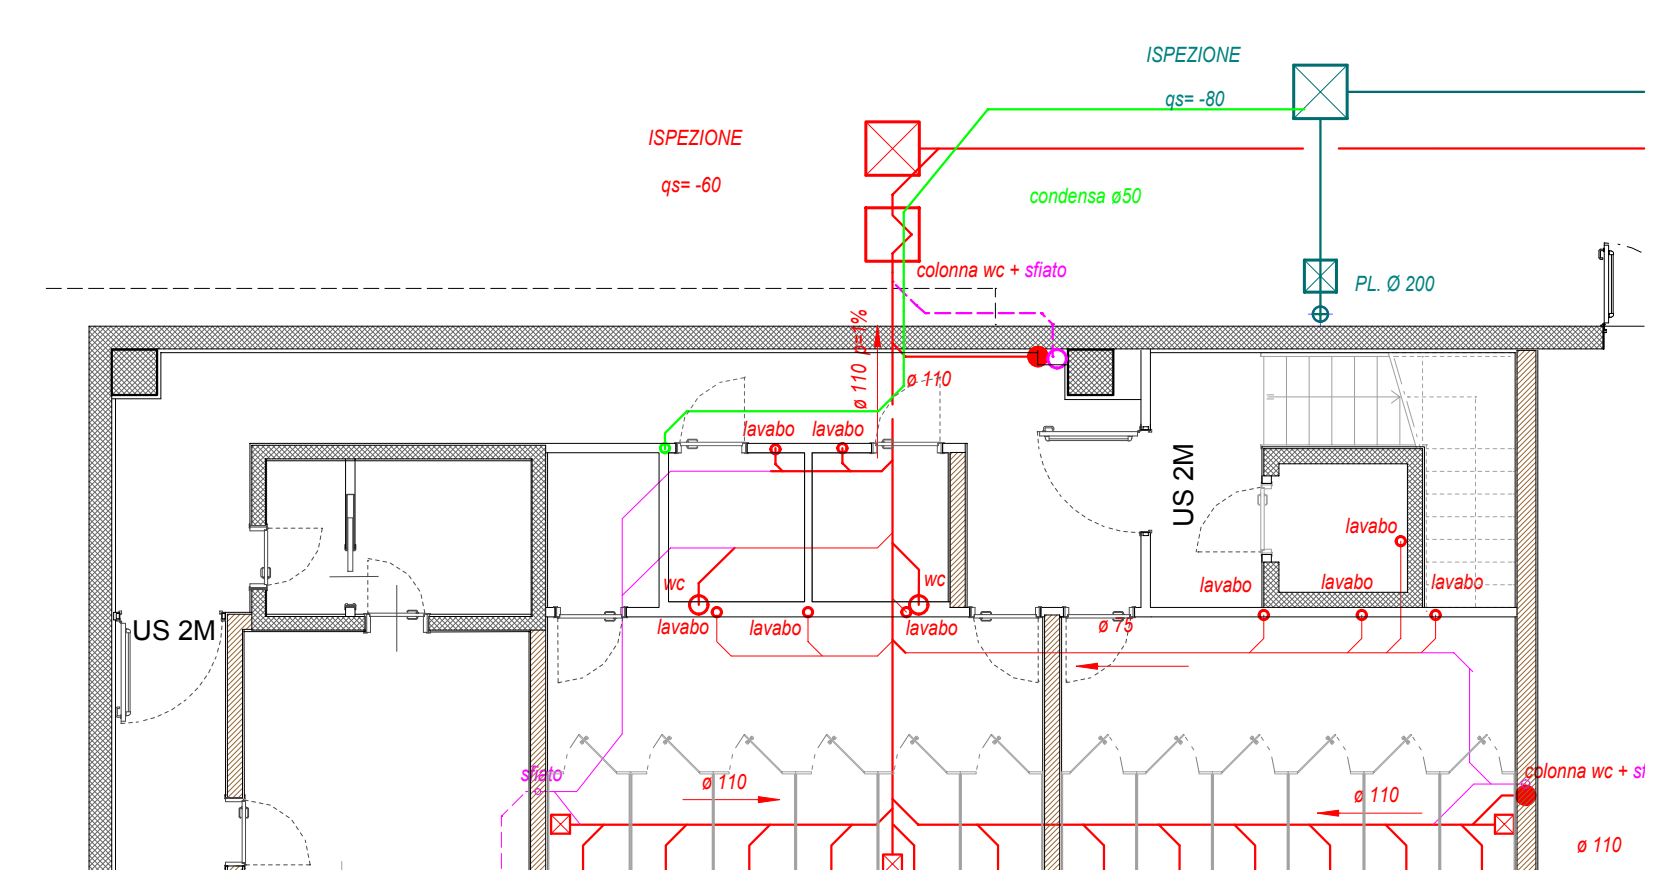 ISPEZIONE
qs= -80
ISPEZIONE
qs= -60
condensa ø50
colonna wc + sfiato
PL. Ø 200
ø 110 p=1%
ø 110
lavabo
lavabo
US 2M
lavabo
wc
wc
lavabo
lavabo
lavabo
lavabo
lavabo
lavabo
ø 75
US 2M
sfiato
ø 110
colonna wc + sf
ø 110
ø 110